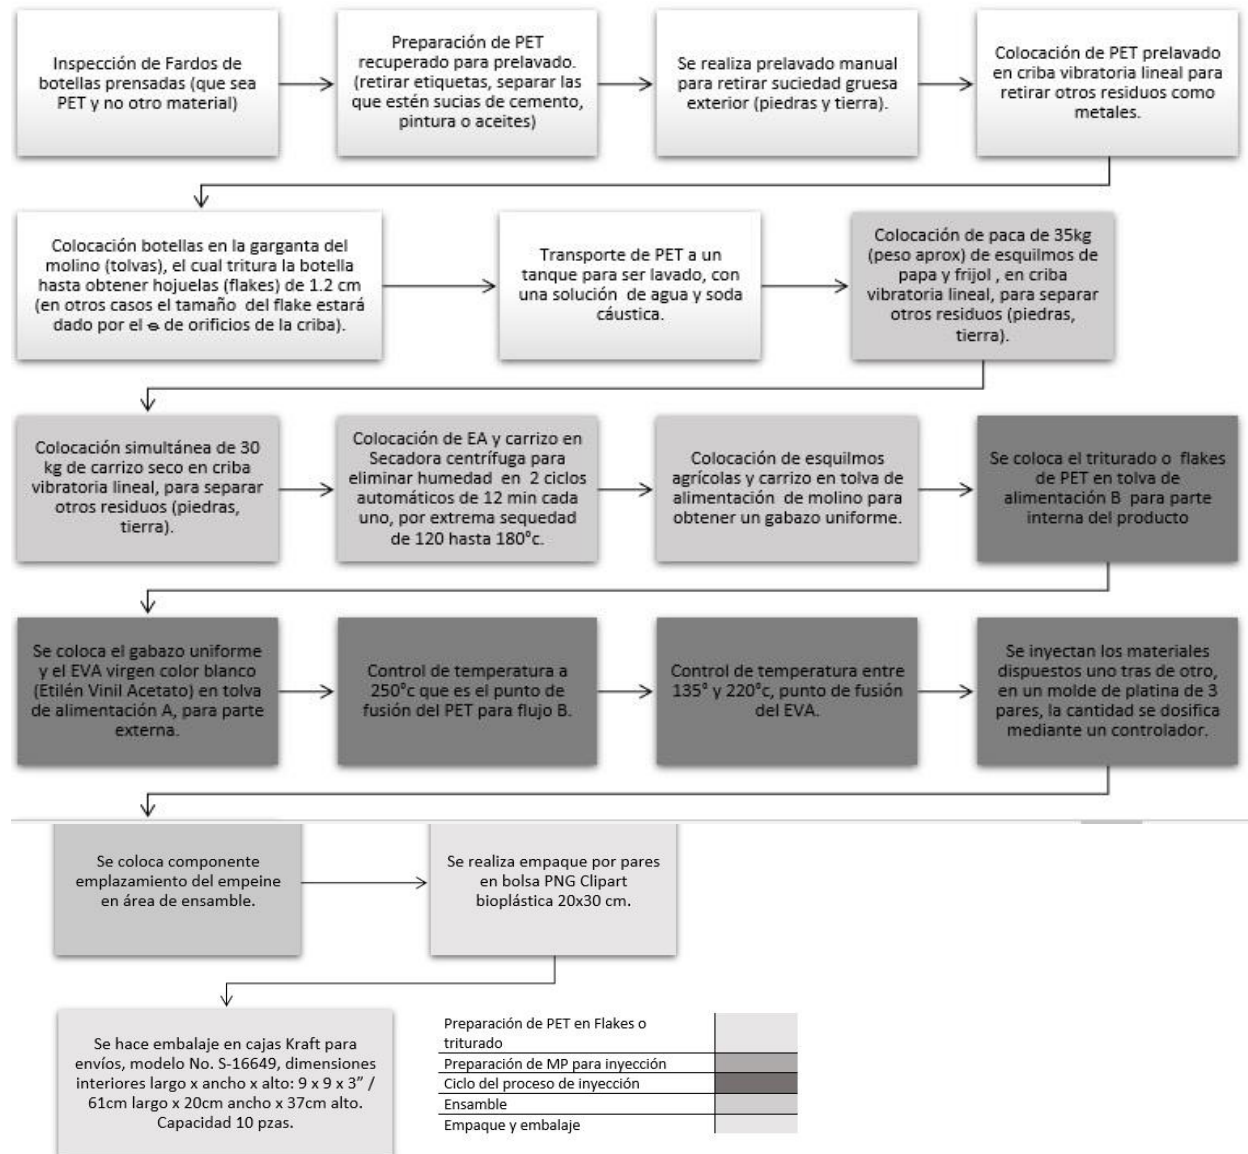 Inspección de Fardos de
botellas prensadas (que sea
PET y no otro material)
Preparación de PET
recuperado para prelavado.
(retirar etiquetas, separar las
que estén sucias de cemento,
pintura o aceites)
Se realiza prelavado manual
para retirar suciedad gruesa
exterior (piedras y tierra).
Colocación de PET prelavado
en criba vibratoria lineal para
retirar otros residuos como
metales.
Colocación botellas en la garganta del
molino (tolvas), el cual tritura la botella
hasta obtener hojuelas (flakes) de 1.2 cm
(en otros casos el tamaño del flake estará
dado por el ⌀ de orificios de la criba).
Transporte de PET a un
tanque para ser lavado, con
una solución de agua y soda
cáustica.
Colocación de paca de 35kg
(peso aprox) de esquilmos de
papa y frijol , en criba
vibratoria lineal, para separar
otros residuos (piedras,
tierra).
Colocación simultánea de 30
kg de carrizo seco en criba
vibratoria lineal, para separar
otros residuos (piedras,
tierra).
Colocación de EA y carrizo en
Secadora centrífuga para
eliminar humedad en 2 ciclos
automáticos de 12 min cada
uno, por extrema sequedad
de 120 hasta 180°c.
Colocación de esquilmos
agrícolas y carrizo en tolva de
alimentación de molino para
obtener un gabazo uniforme.
Se coloca el triturado o flakes
de PET en tolva de
alimentación B para parte
interna del producto
Se coloca el gabazo uniforme
y el EVA virgen color blanco
(Etilén Vinil Acetato) en tolva
de alimentación A, para parte
externa.
Control de temperatura a
250°c que es el punto de
fusión del PET para flujo B.
Control de temperatura entre
135° y 220°c, punto de fusión
del EVA.
Se inyectan los materiales
dispuestos uno tras de otro,
en un molde de platina de 3
pares, la cantidad se dosifica
mediante un controlador.
Se coloca componente
emplazamiento del empeine
en área de ensamble.
Se realiza empaque por pares
en bolsa PNG Clipart
bioplástica 20x30 cm.
Se hace embalaje en cajas Kraft para
envíos, modelo No. S-16649, dimensiones
interiores largo x ancho x alto: 9 x 9 x 3” /
61cm largo x 20cm ancho x 37cm alto.
Capacidad 10 pzas.
Preparación de PET en Flakes o
triturado
Preparación de MP para inyección
Ciclo del proceso de inyección
Ensamble
Empaque y embalaje